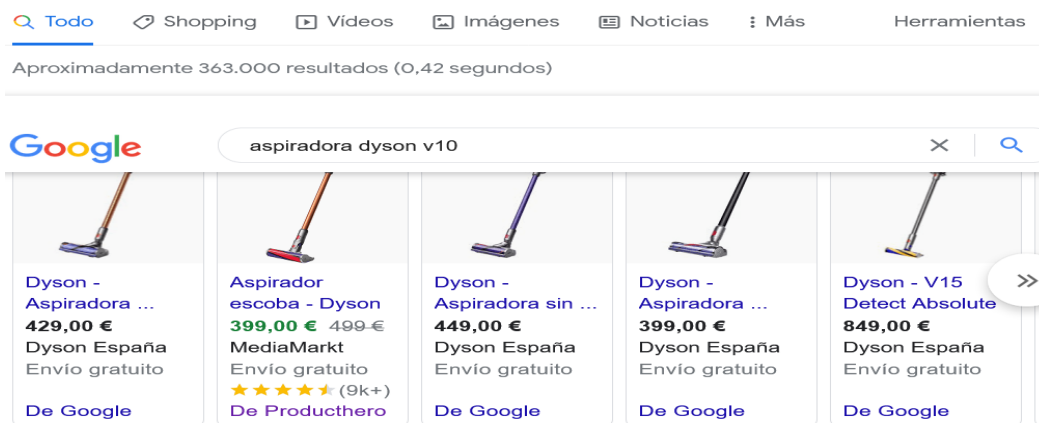 Todo Shopping Vídeos Imágenes Noticias Más Herramientas
Aproximadamente 363.000 resultados (0,42 segundos)
Google aspiradora dyson v10
Dyson -
Aspiradora ...
429,00 €
Dyson España
Envío gratuito
De Google
Aspirador
escoba - Dyson
399,00 € 499 €
MediaMarkt
Envío gratuito
(9k+)
De Producthero
Dyson -
Aspiradora sin ...
449,00 €
Dyson España
Envío gratuito
De Google
Dyson -
Aspiradora ...
399,00 €
Dyson España
Envío gratuito
De Google
Dyson - V15
Detect Absolute
849,00 €
Dyson España
Envío gratuito
De Google